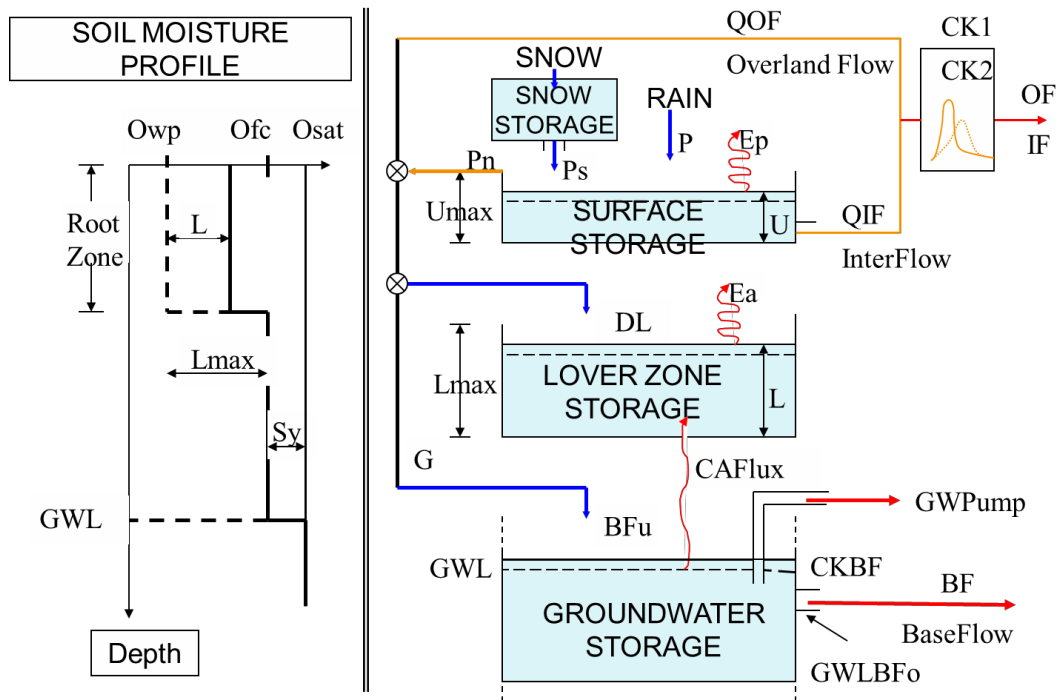 SOIL MOISTURE
PROFILE
Owp
Ofc
Osat
Root
Zone
L
Lmax
Sy
GWL
Depth
QOF
Overland Flow
CK1
CK2
OF
IF
SNOW
SNOW
STORAGE
RAIN
P
Ep
Pn
Ps
Umax
SURFACE
STORAGE
U
QIF
InterFlow
DL
Ea
Lmax
LOVER ZONE
STORAGE
L
G
CAFlux
BFu
GWPump
GWL
CKBF
GROUNDWATER
STORAGE
BF
BaseFlow
GWLBFo